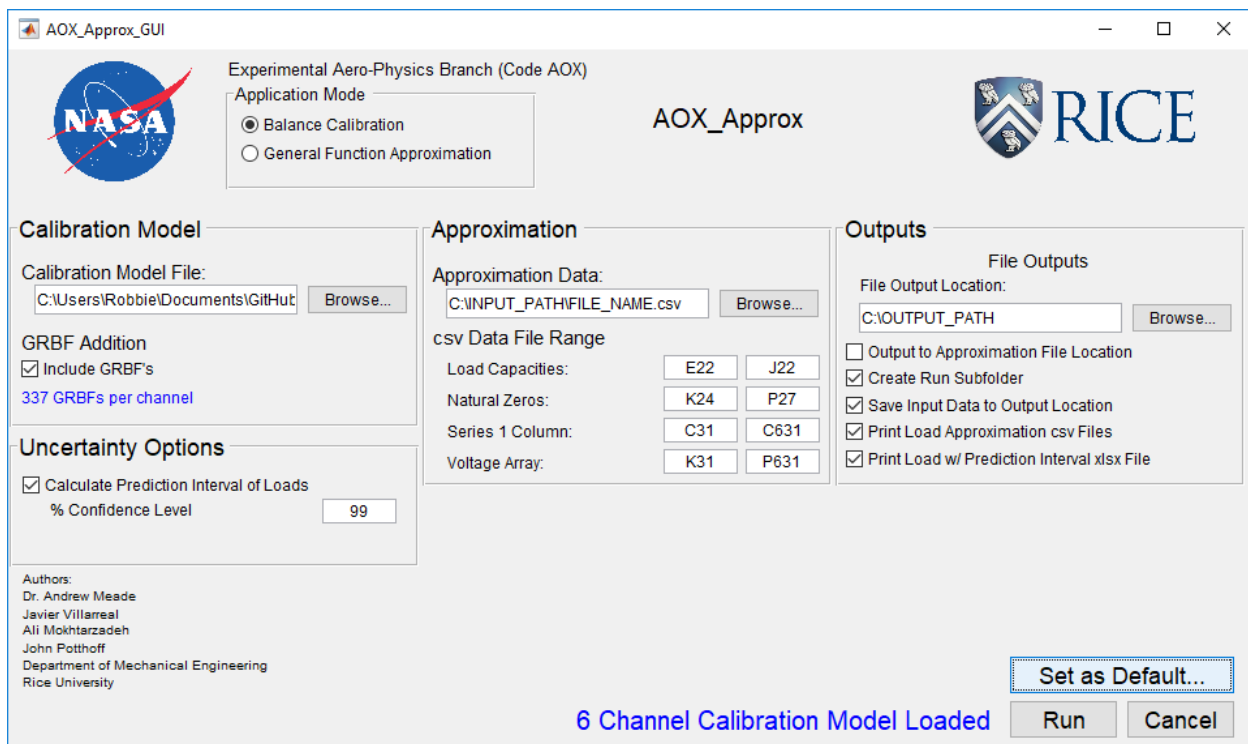 AOX_Approx_GUI
NASA
Experimental Aero-Physics Branch (Code AOX)
Application Mode
Balance Calibration
General Function Approximation
AOX_Approx
RICE
Calibration Model
Calibration Model File:
C:\Users\Robbie\Documents\GitHub
Browse...
GRBF Addition
Include GRBF's
337 GRBFs per channel
Uncertainty Options
Calculate Prediction Interval of Loads
% Confidence Level
99
Approximation
Approximation Data:
C:\INPUT_PATH\FILE_NAME.csv
Browse...
csv Data File Range
Load Capacities: E22 J22
Natural Zeros: K24 P27
Series 1 Column: C31 C631
Voltage Array: K31 P631
Outputs
File Outputs
File Output Location:
C:\OUTPUT_PATH
Browse...
Output to Approximation File Location
Create Run Subfolder
Save Input Data to Output Location
Print Load Approximation csv Files
Print Load w/ Prediction Interval xlsx File
Authors:
Dr. Andrew Meade
Javier Villarreal
Ali Mokhtarzadeh
John Potthoff
Department of Mechanical Engineering
Rice University
Set as Default...
6 Channel Calibration Model Loaded
Run
Cancel